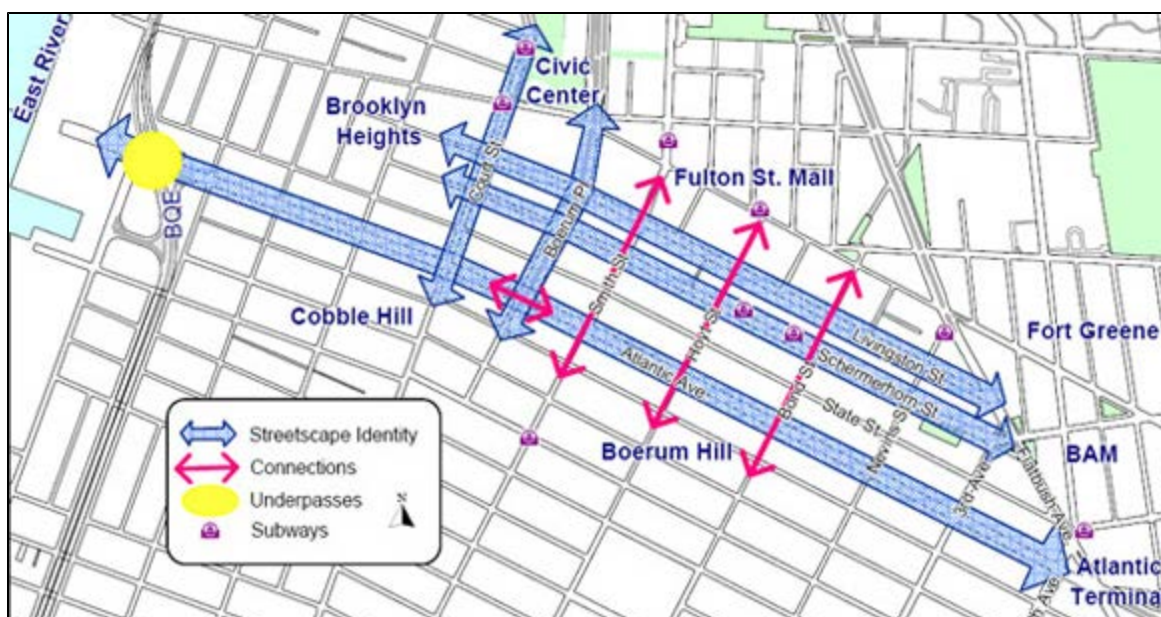 East River
Brooklyn
Heights
Civic
Center
Court St.
Boerum Pl
BQE
Fulton St. Mall
Smith St.
Hoyt St.
Bond St.
Cobble Hill
Atlantic Ave.
Livingston St.
Schermerhorn St.
State St.
Nevins St.
3rd Ave
Flatbush Ave.
Fort Greene
Boerum Hill
BAM
Atlantic
Termina
Ave
Streetscape Identity
Connections
Underpasses
Subways
N